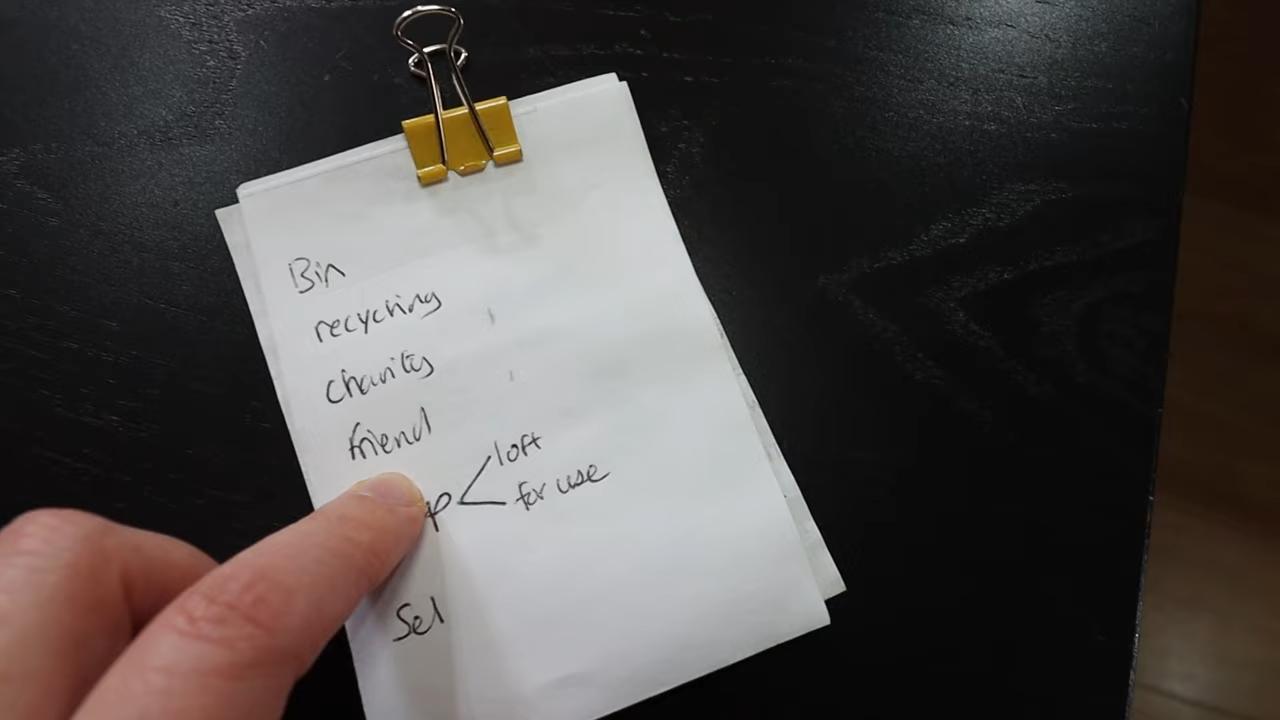 Bin
recycling
charity
friend
loft
for use
Sel